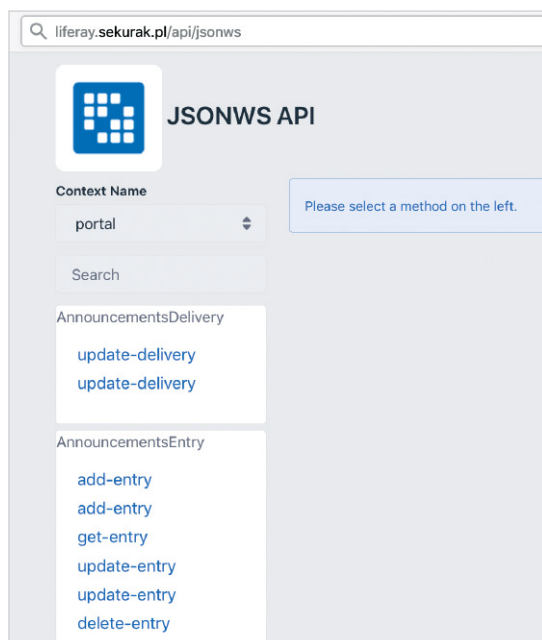 liferay.sekurak.pl/api/jsonws
JSONWS API
Context Name
portal
Search
Please select a method on the left.
AnnouncementsDelivery
update-delivery
update-delivery
AnnouncementsEntry
add-entry
add-entry
get-entry
update-entry
update-entry
delete-entry